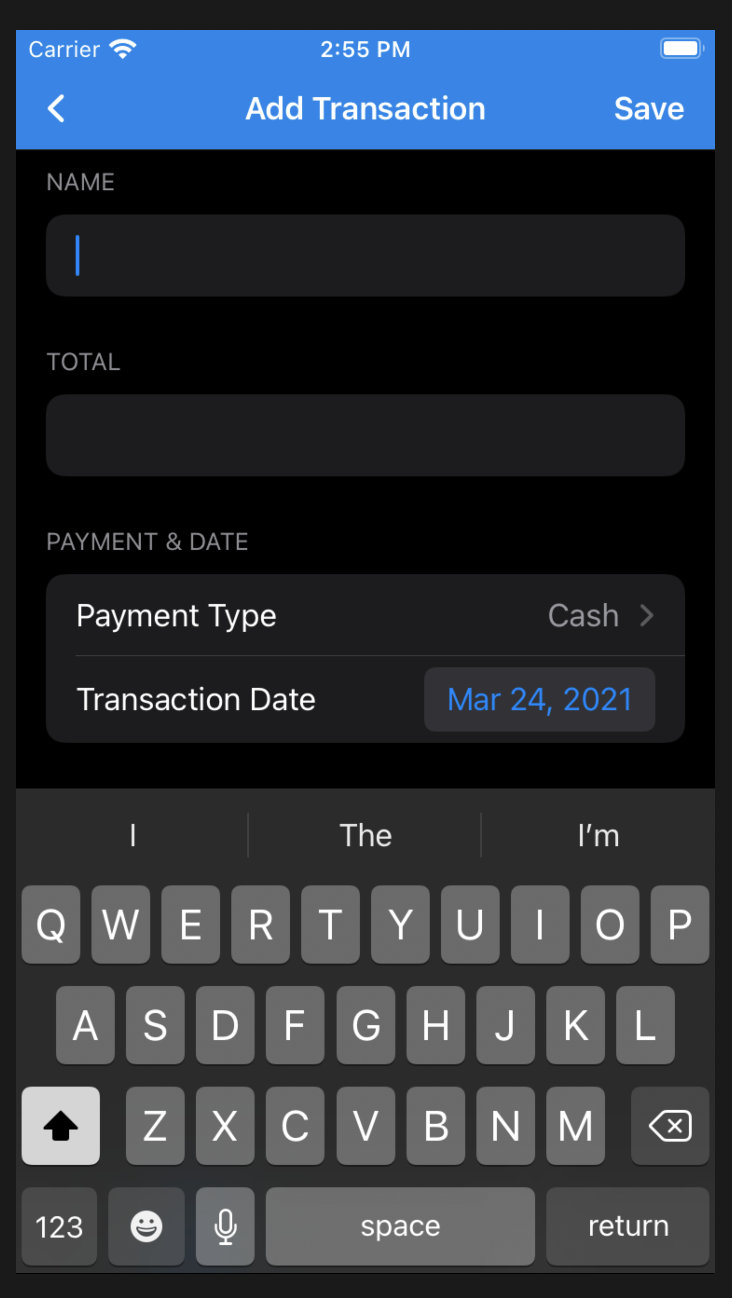 Carrier 2:55 PM
Add Transaction Save
NAME
TOTAL
PAYMENT & DATE
Payment Type Cash
Transaction Date Mar 24, 2021
I The I’m
Q W E R T Y U I O P
A S D F G H J K L
Z X C V B N M
123 space return